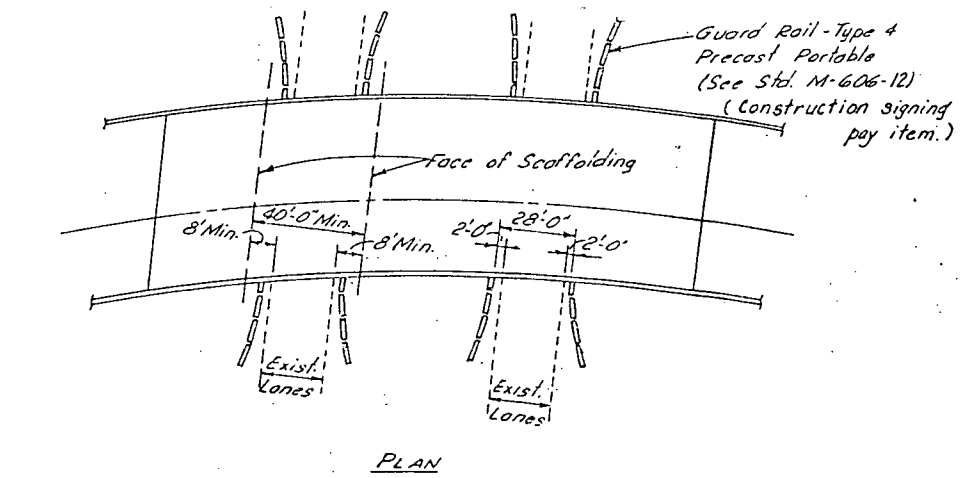 Guard Rail - Type 4
Precast Portable
(See Std. M-606-12)
(Construction signing
pay item.)
Face of Scaffolding
40'-0" Min.
8' Min.
8' Min.
28'-0"
2'-0"
2'-0"
Exist.
Lanes
Exist.
Lanes
PLAN